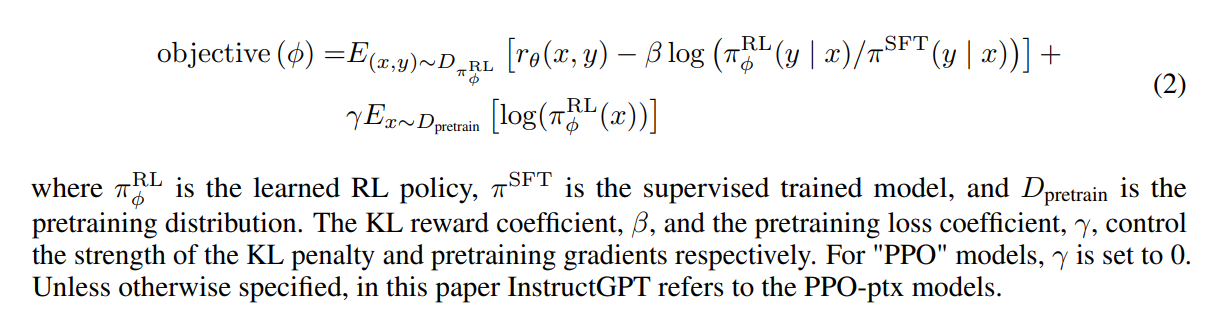 objective (φ) =E_{(x,y)∼D_{π_φ^{RL}}} [r_θ(x, y) − β log (π_φ^{RL}(y | x)/π^{SFT}(y | x))] +
γE_{x∼D_{pretrain}} [log(π_φ^{RL}(x))]
(2)
where π_φ^{RL} is the learned RL policy, π^{SFT} is the supervised trained model, and D_{pretrain} is the
pretraining distribution. The KL reward coefficient, β, and the pretraining loss coefficient, γ, control
the strength of the KL penalty and pretraining gradients respectively. For "PPO" models, γ is set to 0.
Unless otherwise specified, in this paper InstructGPT refers to the PPO-ptx models.